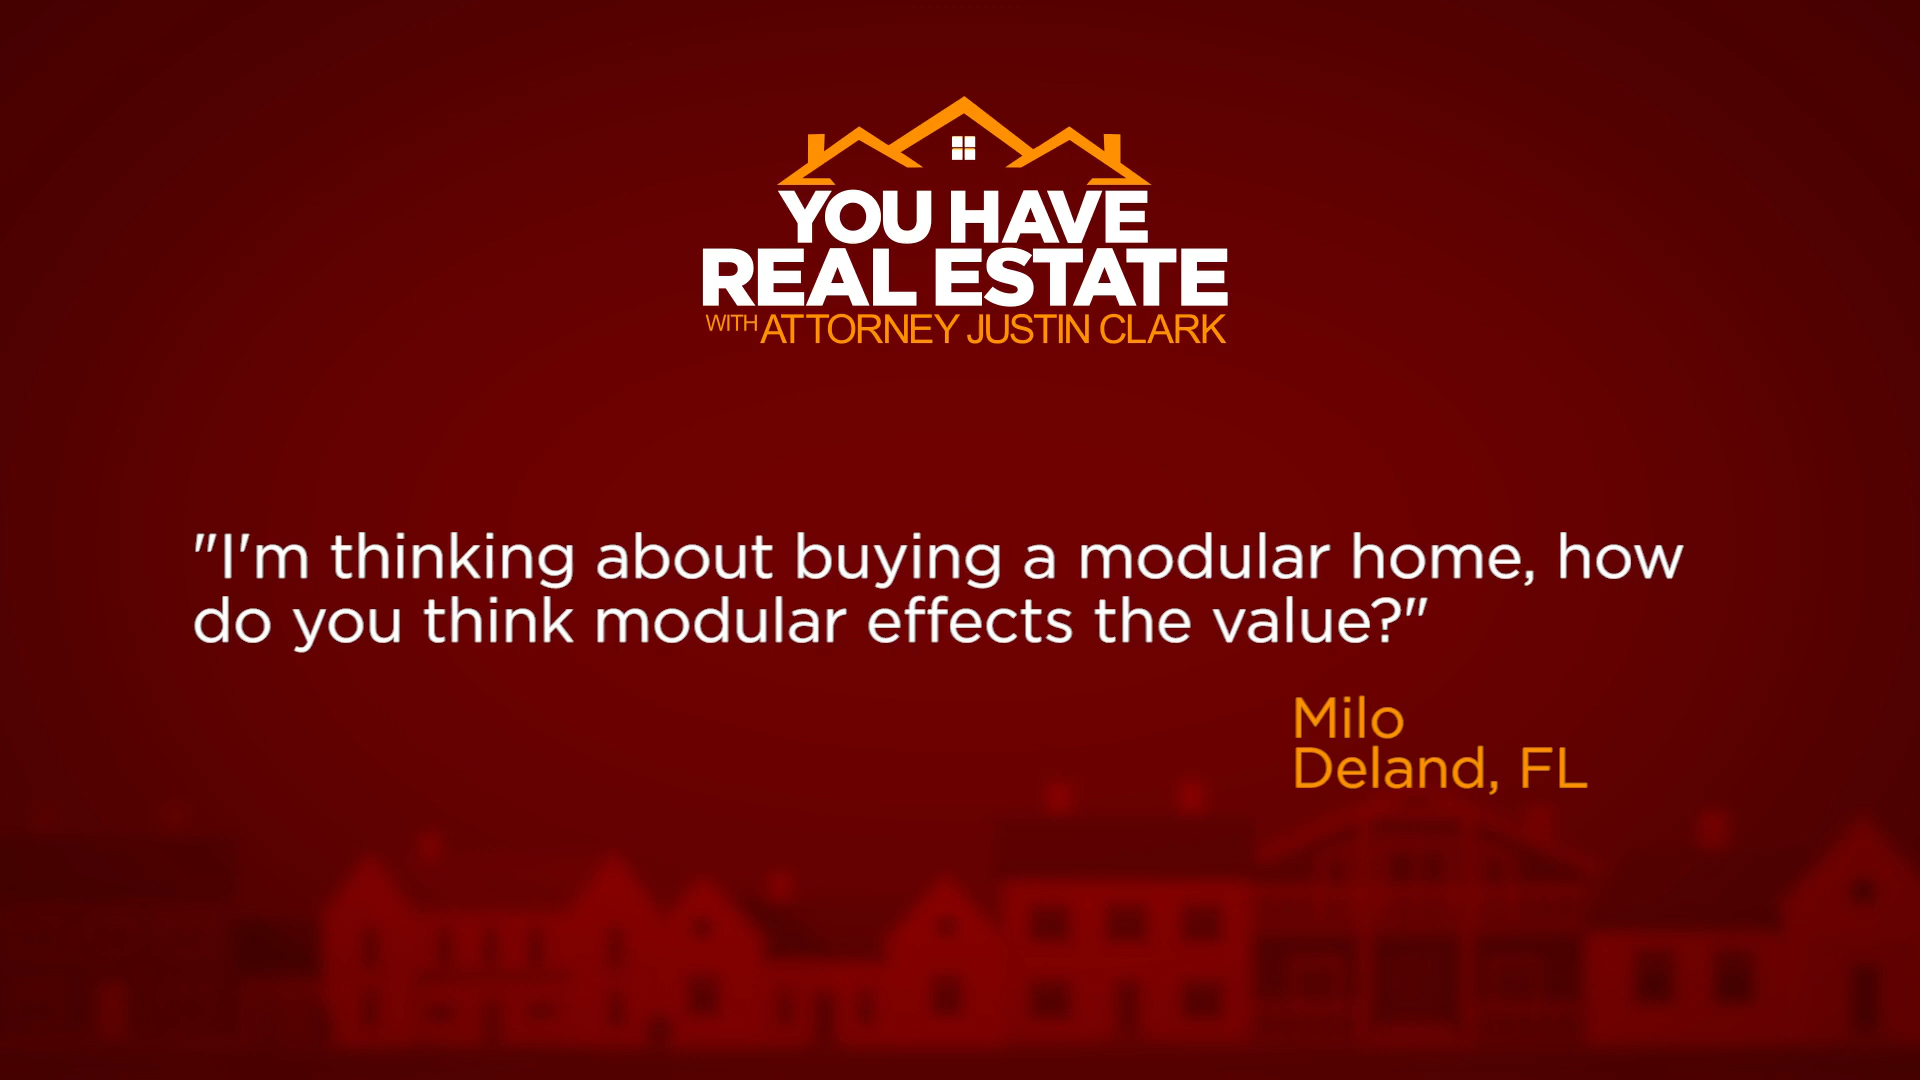 YOU HAVE
REAL ESTATE
WITH ATTORNEY JUSTIN CLARK
"I'm thinking about buying a modular home, how
do you think modular effects the value?"
Milo
Deland, FL